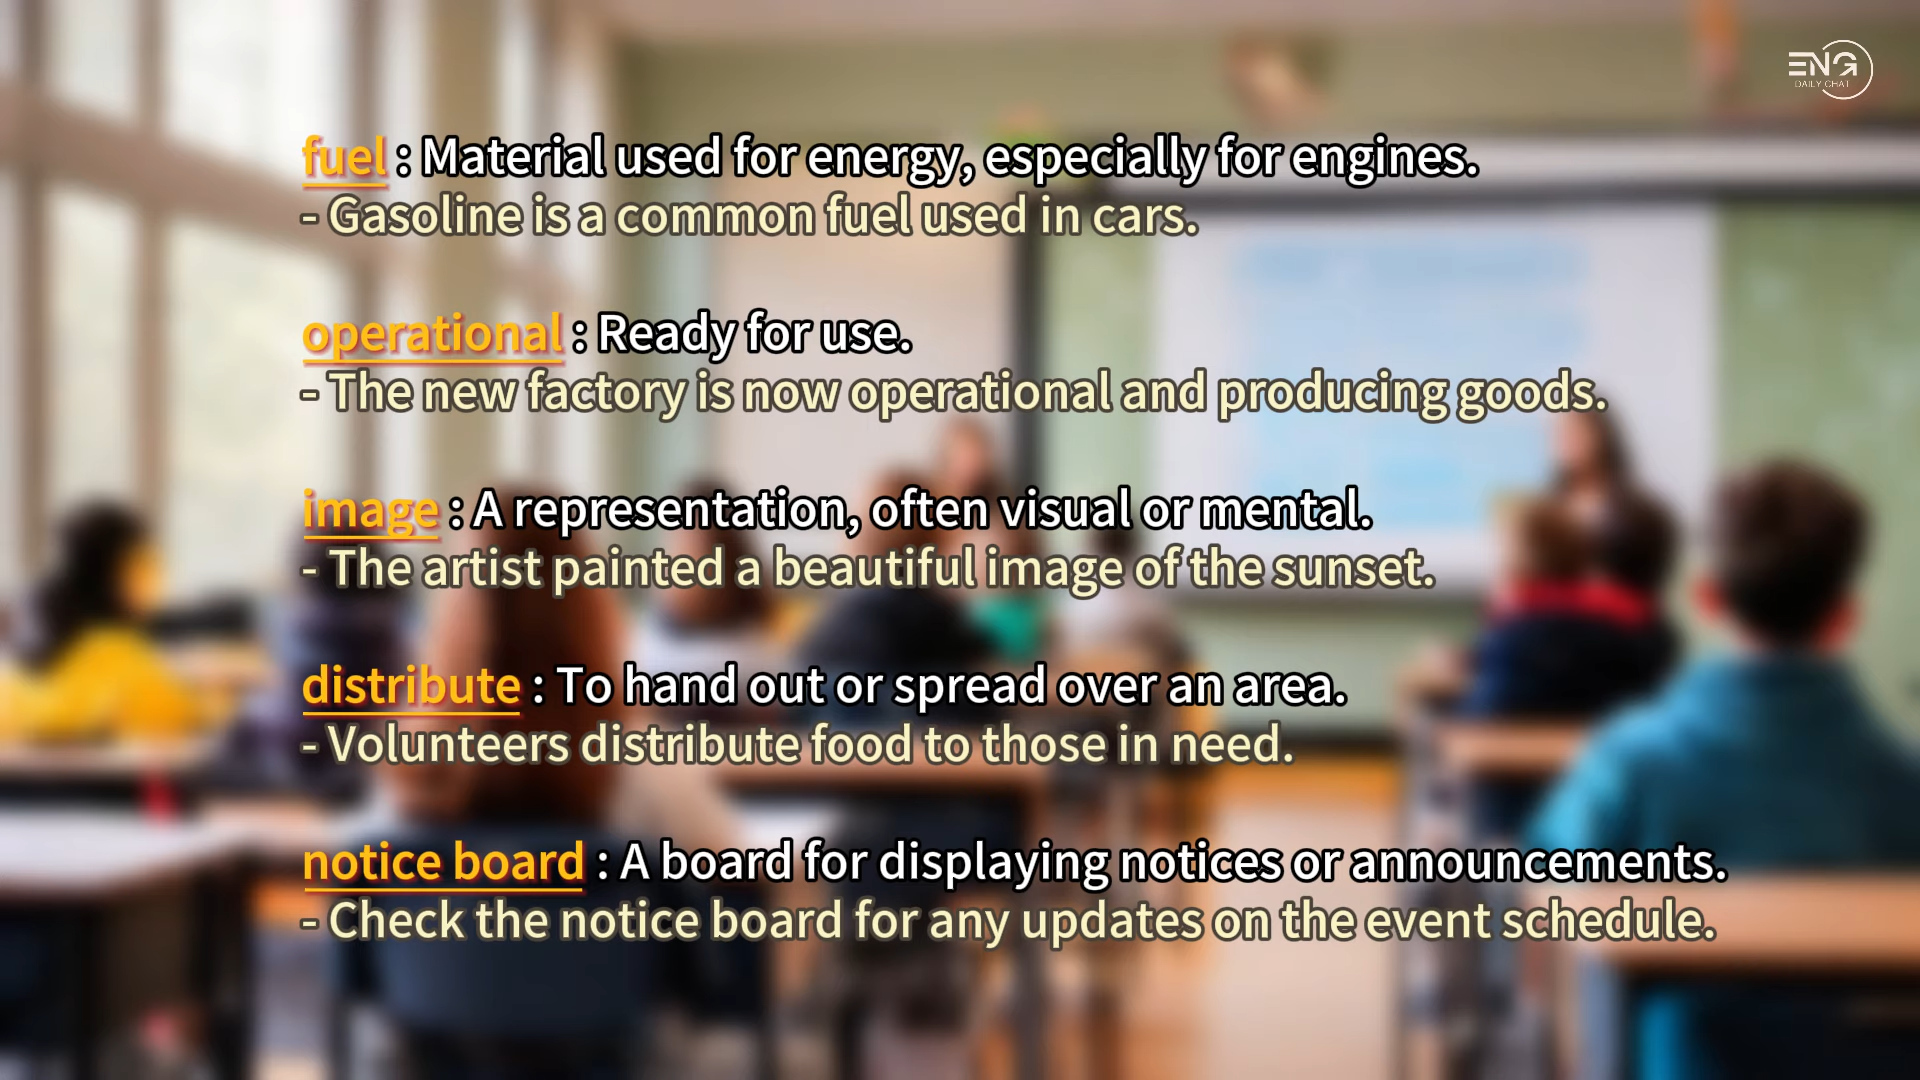 ENG
DAILY CHAT
fuel : Material used for energy, especially for engines.
- Gasoline is a common fuel used in cars.
operational : Ready for use.
- The new factory is now operational and producing goods.
image : A representation, often visual or mental.
- The artist painted a beautiful image of the sunset.
distribute : To hand out or spread over an area.
- Volunteers distribute food to those in need.
notice board : A board for displaying notices or announcements.
- Check the notice board for any updates on the event schedule.